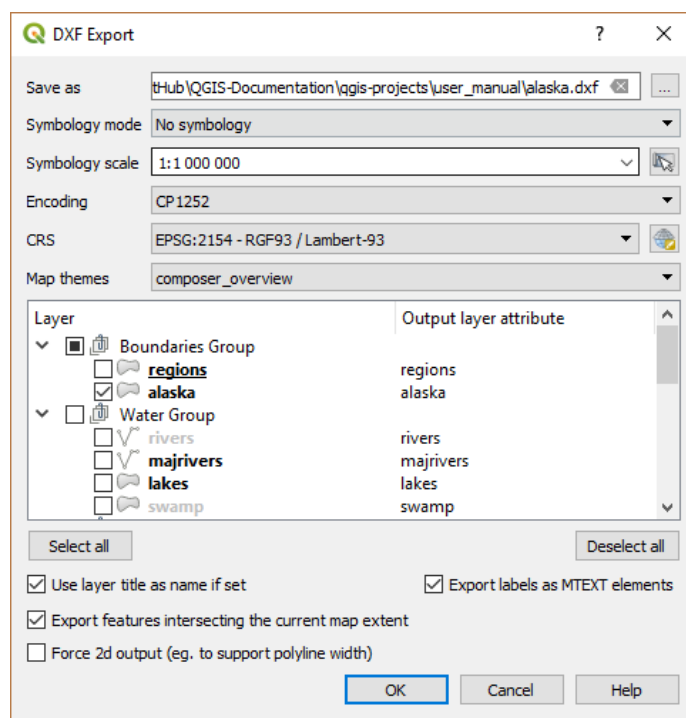 DXF Export
?
Save as tHub\QGIS-Documentation\qgis-projects\user_manual\alaska.dxf ...
Symbology mode No symbology
Symbology scale 1:1 000 000
Encoding CP1252
CRS EPSG:2154 - RGF93 / Lambert-93
Map themes composer_overview
Layer Output layer attribute
Boundaries Group
regions regions
alaska alaska
Water Group
rivers rivers
majrivers majrivers
lakes lakes
swamp swamp
Select all Deselect all
Use layer title as name if set Export labels as MTEXT elements
Export features intersecting the current map extent
Force 2d output (eg. to support polyline width)
OK Cancel Help